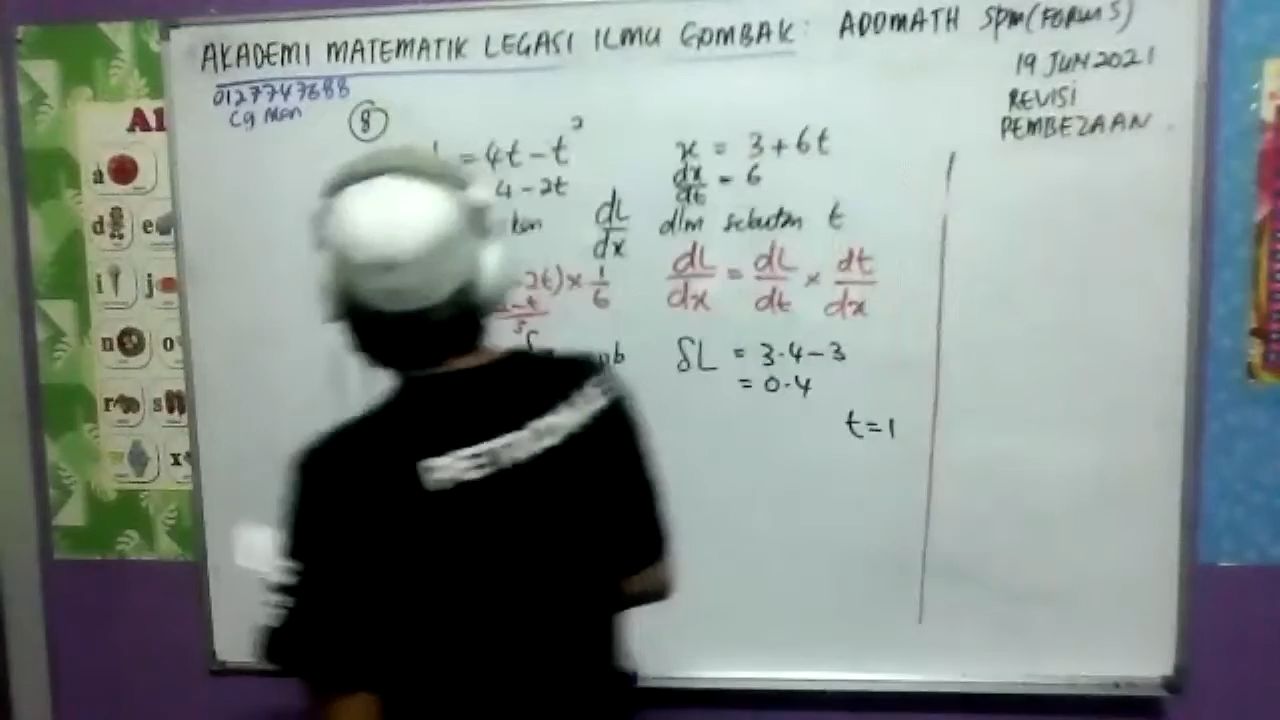 AKADEMI MATEMATIK LEGASI ILMU GOMBAK : ADDMATH SPM (FORM 5)
0127747688
Cg Man
19 JUN 2021
REVISI
PEMBEZAAN
8
= 4t - t²
4 - 2t
x = 3 + 6t
dx/dt = 6
kan dL/dx dlm sebutan t
- 2t) × 1/6
dL/dx = dL/dt × dt/dx
δL = 3.4 - 3
= 0.4
t = 1
A1
a
d
e
i
j
n
o
r
s
w
x